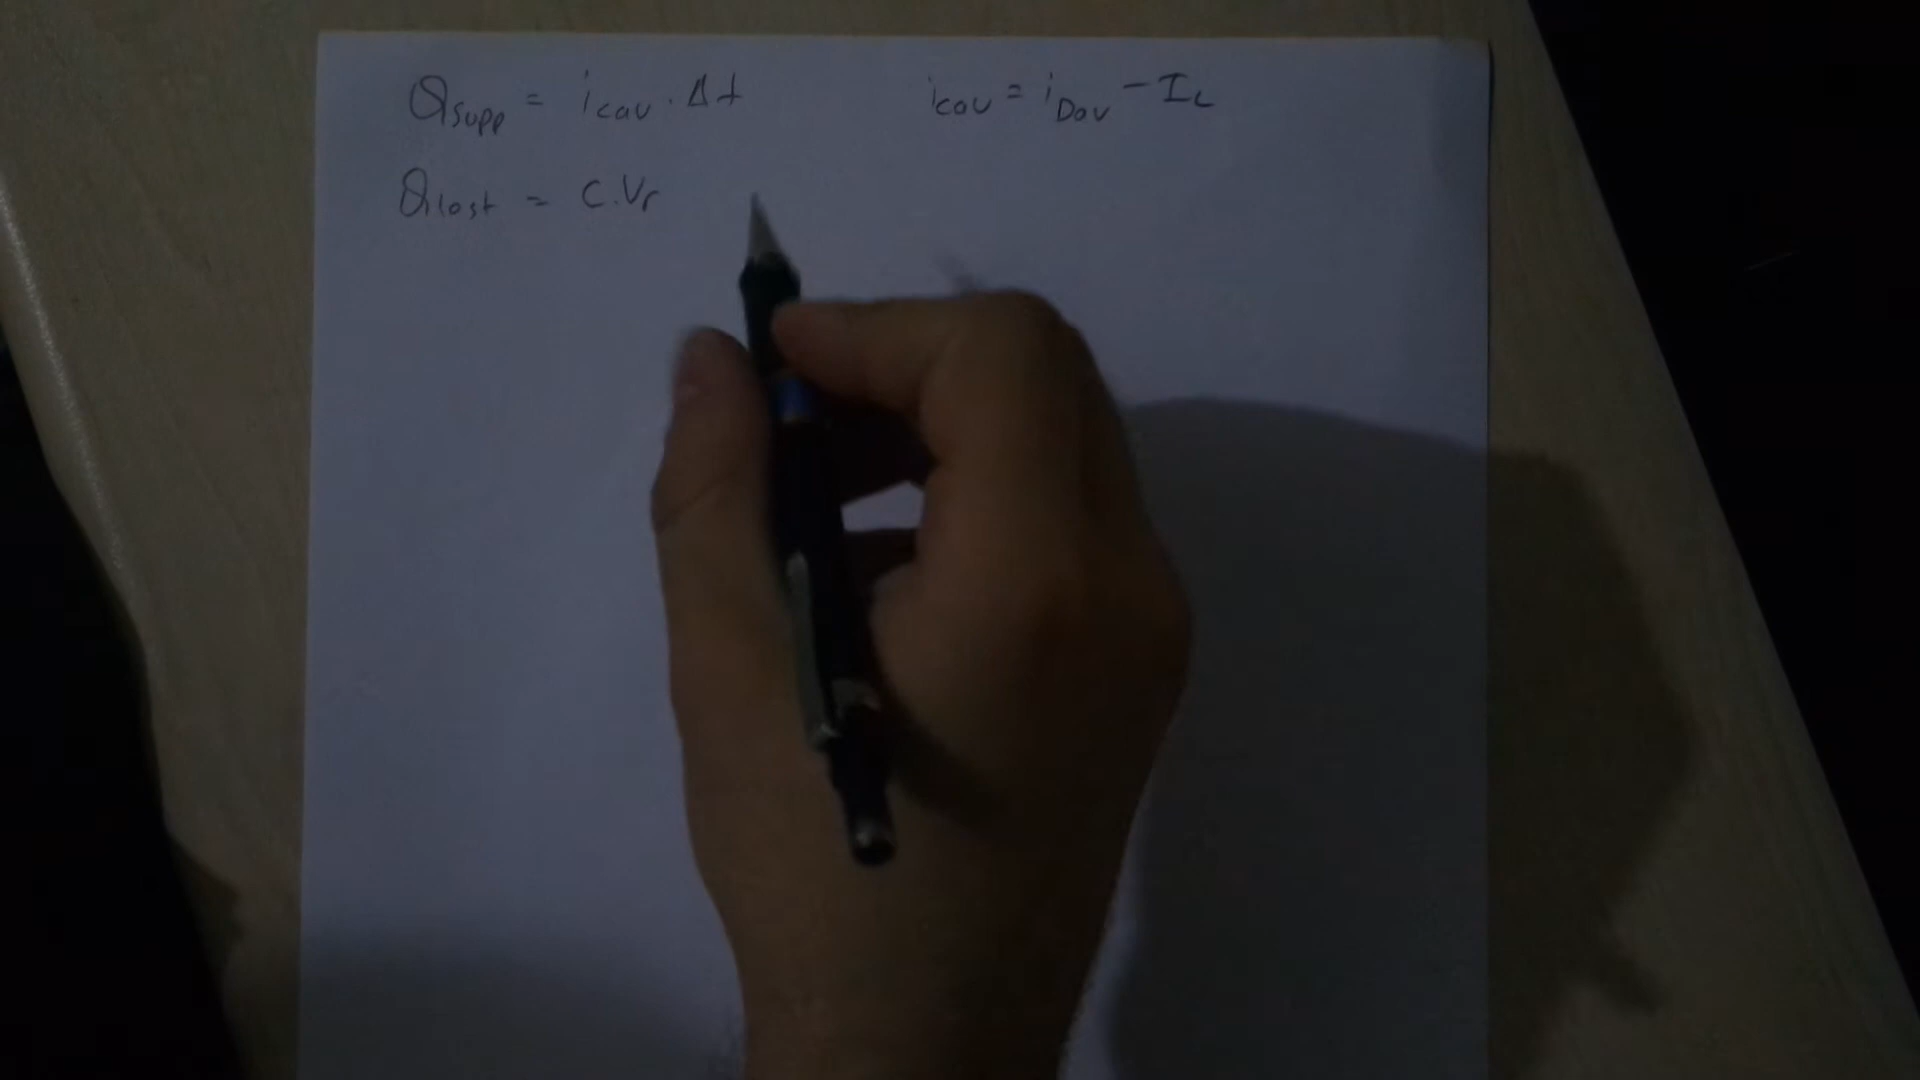 Qsupp = icav . Δt
icav = iDav - IL
Qlost = C.Vr